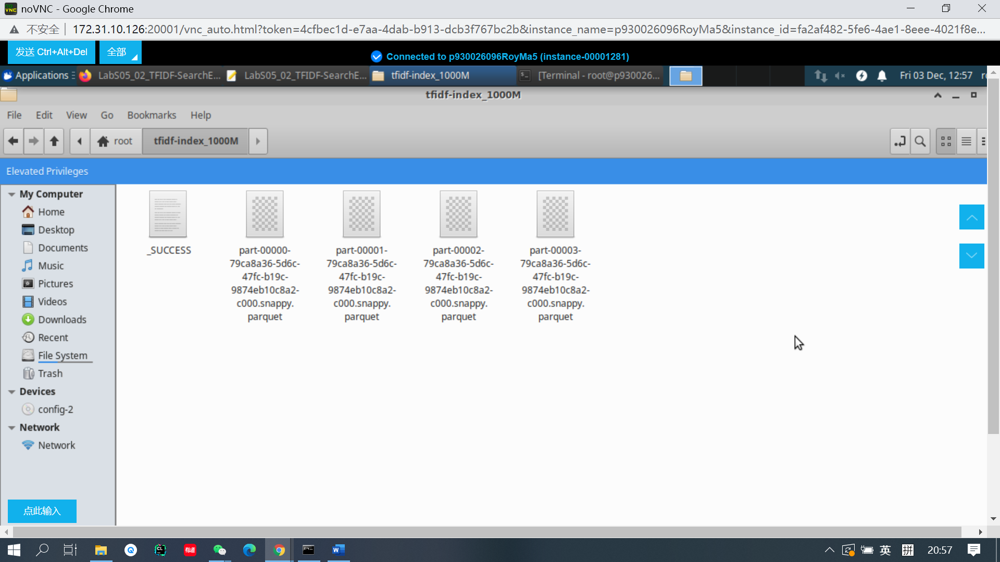 noVNC - Google Chrome
不安全 172.31.10.126:20001/vnc_auto.html?token=4cfbec1d-e7aa-4dab-b913-dcb3f767bc2b&instance_name=p930026096RoyMa5&instance_id=fa2af482-5fe6-4ae1-8eee-4021f8e...
发送 Ctrl+Alt+Del 全部
Connected to p930026096RoyMa5 (instance-00001281)
Applications LabS05_02_TFIDF-SearchE... LabS05_02_TFIDF-SearchE... tfidf-index_1000M [Terminal - root@p930026... Fri 03 Dec, 12:57
tfidf-index_1000M
File Edit View Go Bookmarks Help
root tfidf-index_1000M
Elevated Privileges
My Computer
Home
Desktop
Documents
Music
Pictures
Videos
Downloads
Recent
File System
Trash
Devices
config-2
Network
Network
_SUCCESS
part-00000-
79ca8a36-5d6c-
47fc-b19c-
9874eb10c8a2-
c000.snappy.
parquet
part-00001-
79ca8a36-5d6c-
47fc-b19c-
9874eb10c8a2-
c000.snappy.
parquet
part-00002-
79ca8a36-5d6c-
47fc-b19c-
9874eb10c8a2-
c000.snappy.
parquet
part-00003-
79ca8a36-5d6c-
47fc-b19c-
9874eb10c8a2-
c000.snappy.
parquet
点此输入
英 拼 20:57